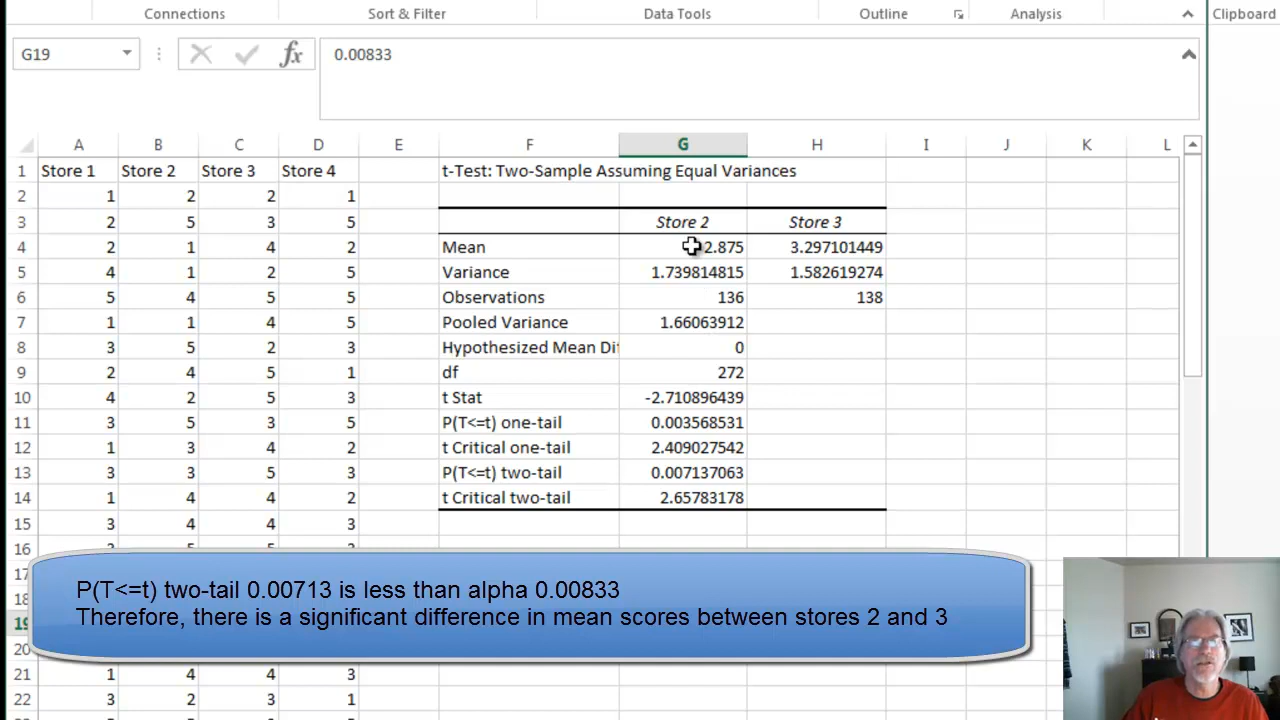 Connections Sort & Filter Data Tools Outline Analysis Clipboard
G19 fx 0.00833
A B C D E F G H I J K L
1 Store 1 Store 2 Store 3 Store 4 t-Test: Two-Sample Assuming Equal Variances
2 1 2 2 1
3 2 5 3 5 Store 2 Store 3
4 2 1 4 2 Mean 2.875 3.297101449
5 4 1 2 5 Variance 1.739814815 1.582619274
6 5 4 5 5 Observations 136 138
7 1 1 4 5 Pooled Variance 1.66063912
8 3 5 2 3 Hypothesized Mean Dif 0
9 2 4 5 1 df 272
10 4 2 5 3 t Stat -2.710896439
11 3 5 3 5 P(T<=t) one-tail 0.003568531
12 1 3 4 2 t Critical one-tail 2.409027542
13 3 3 5 3 P(T<=t) two-tail 0.007137063
14 1 4 4 2 t Critical two-tail 2.65783178
15 3 4 4 3
16
17
P(T<=t) two-tail 0.00713 is less than alpha 0.00833
18
Therefore, there is a significant difference in mean scores between stores 2 and 3
19
20
21 1 4 4 3
22 3 2 3 1